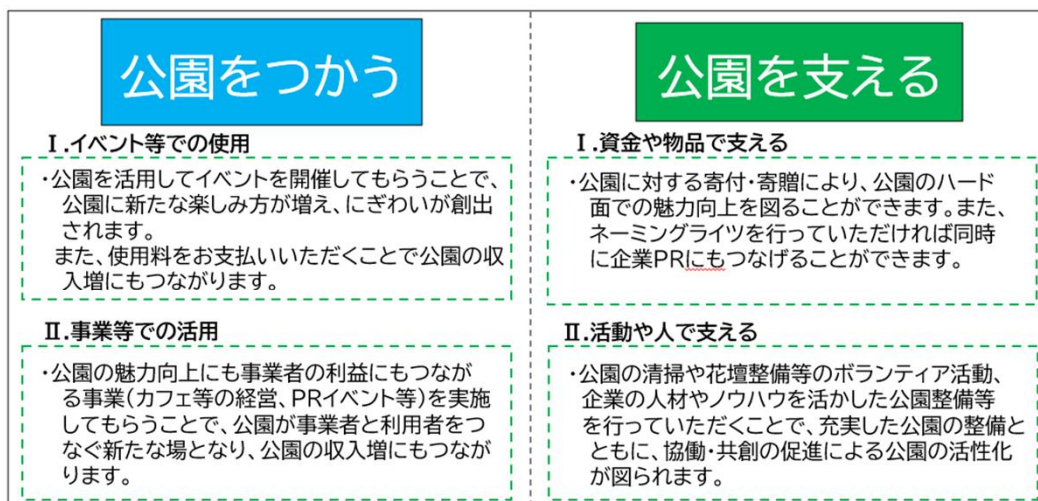 公園をつかう
Ⅰ.イベント等での使用
・公園を活用してイベントを開催してもらうことで、
公園に新たな楽しみ方が増え、にぎわいが創出
されます。
また、使用料をお支払いいただくことで公園の収
入増にもつながります。
Ⅱ.事業等での活用
・公園の魅力向上にも事業者の利益にもつなが
る事業(カフェ等の経営、PRイベント等)を実施
してもらうことで、公園が事業者と利用者をつ
なぐ新たな場となり、公園の収入増にもつなが
ります。
公園を支える
Ⅰ.資金や物品で支える
・公園に対する寄付・寄贈により、公園のハード
面での魅力向上を図ることができます。また、
ネーミングライツを行っていただければ同時
に企業PRにもつなげることができます。
Ⅱ.活動や人で支える
・公園の清掃や花壇整備等のボランティア活動、
企業の人材やノウハウを活かした公園整備等
を行っていただくことで、充実した公園の整備と
ともに、協働・共創の促進による公園の活性化
が図られます。